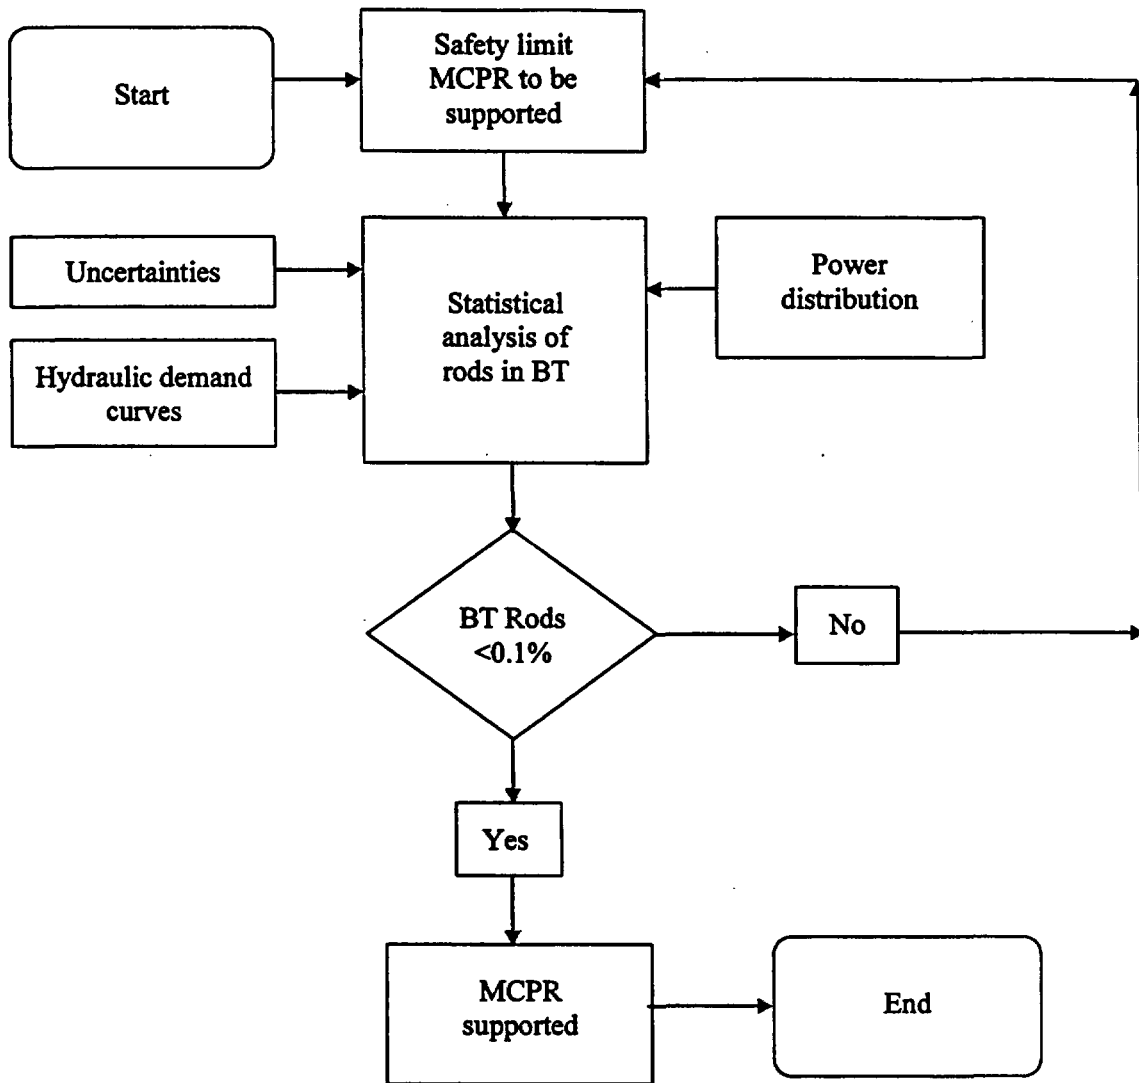 Start
Safety limit
MCPR to be
supported
Uncertainties
Hydraulic demand
curves
Statistical
analysis of
rods in BT
Power
distribution
BT Rods
<0.1%
No
Yes
MCPR
supported
End